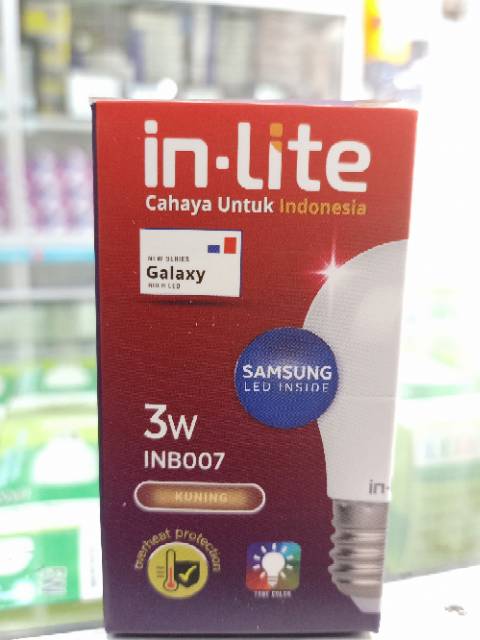 in·Lite
Cahaya Untuk Indonesia
NEW SERIES
Galaxy
SAMSUNG
LED INSIDE
3W
INB007
KUNING
in-
overheat protection
TRUE COLOR